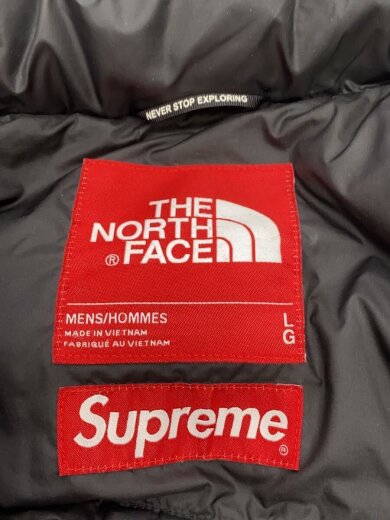 NEVER STOP EXPLORING
THE
NORTH
FACE
®
MENS/HOMMES
L
MADE IN VIETNAM
G
FABRIQUÉ AU VIETNAM
Supreme
®